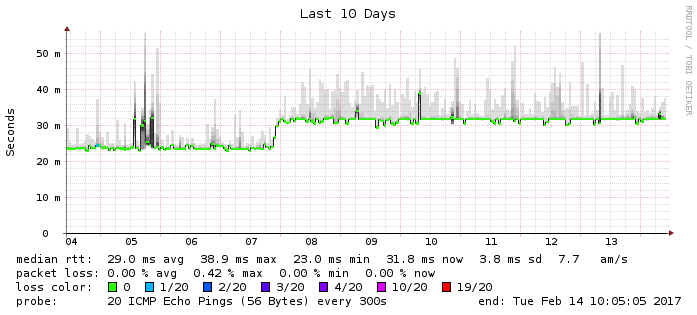 Last 10 Days
RRDTOOL / TOBI OETIKER
Seconds
50 m
40 m
30 m
20 m
10 m
0
04 05 06 07 08 09 10 11 12 13
median rtt: 29.0 ms avg 38.9 ms max 23.0 ms min 31.8 ms now 3.8 ms sd 7.7 am/s
packet loss: 0.00 % avg 0.42 % max 0.00 % min 0.00 % now
loss color: 0 1/20 2/20 3/20 4/20 10/20 19/20
probe: 20 ICMP Echo Pings (56 Bytes) every 300s end: Tue Feb 14 10:05:05 2017